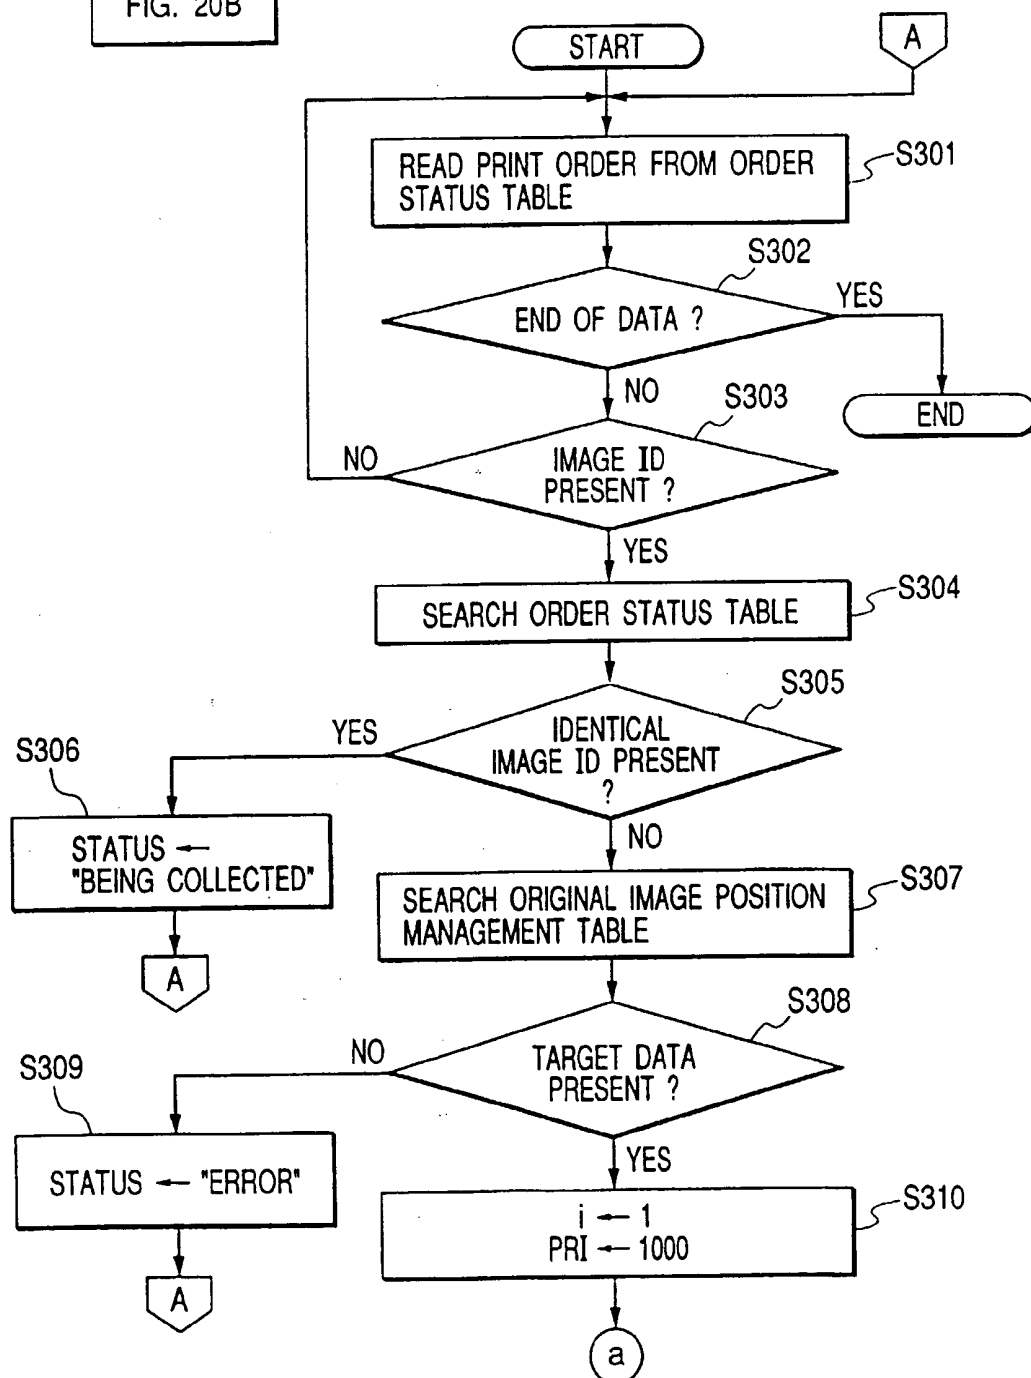 FIG. 20B
START
A
READ PRINT ORDER FROM ORDER
STATUS TABLE
S301
S302
END OF DATA ?
YES
NO
END
S303
IMAGE ID
PRESENT ?
NO
YES
SEARCH ORDER STATUS TABLE
S304
S305
IDENTICAL
IMAGE ID PRESENT
?
YES
NO
S306
STATUS ←
"BEING COLLECTED"
A
SEARCH ORIGINAL IMAGE POSITION
MANAGEMENT TABLE
S307
S308
TARGET DATA
PRESENT ?
NO
YES
S309
STATUS ← "ERROR"
A
i ← 1
PRI ← 1000
S310
a